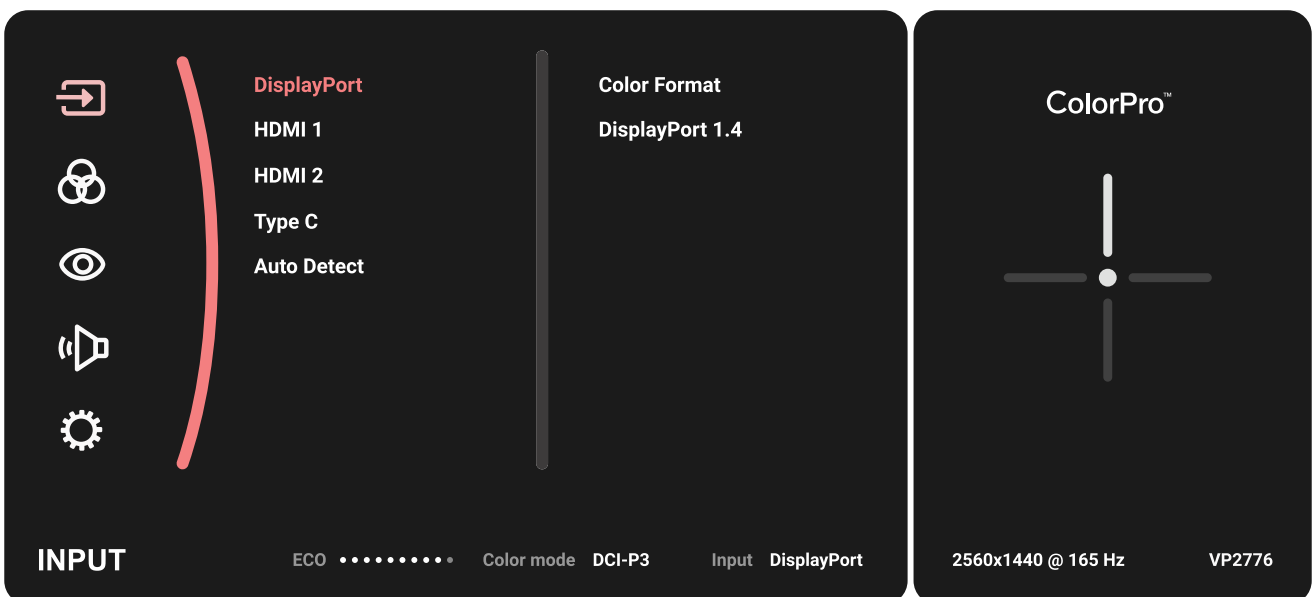 DisplayPort
HDMI 1
HDMI 2
Type C
Auto Detect
Color Format
DisplayPort 1.4
ColorPro™
INPUT
ECO
Color mode DCI-P3
Input DisplayPort
2560x1440 @ 165 Hz
VP2776